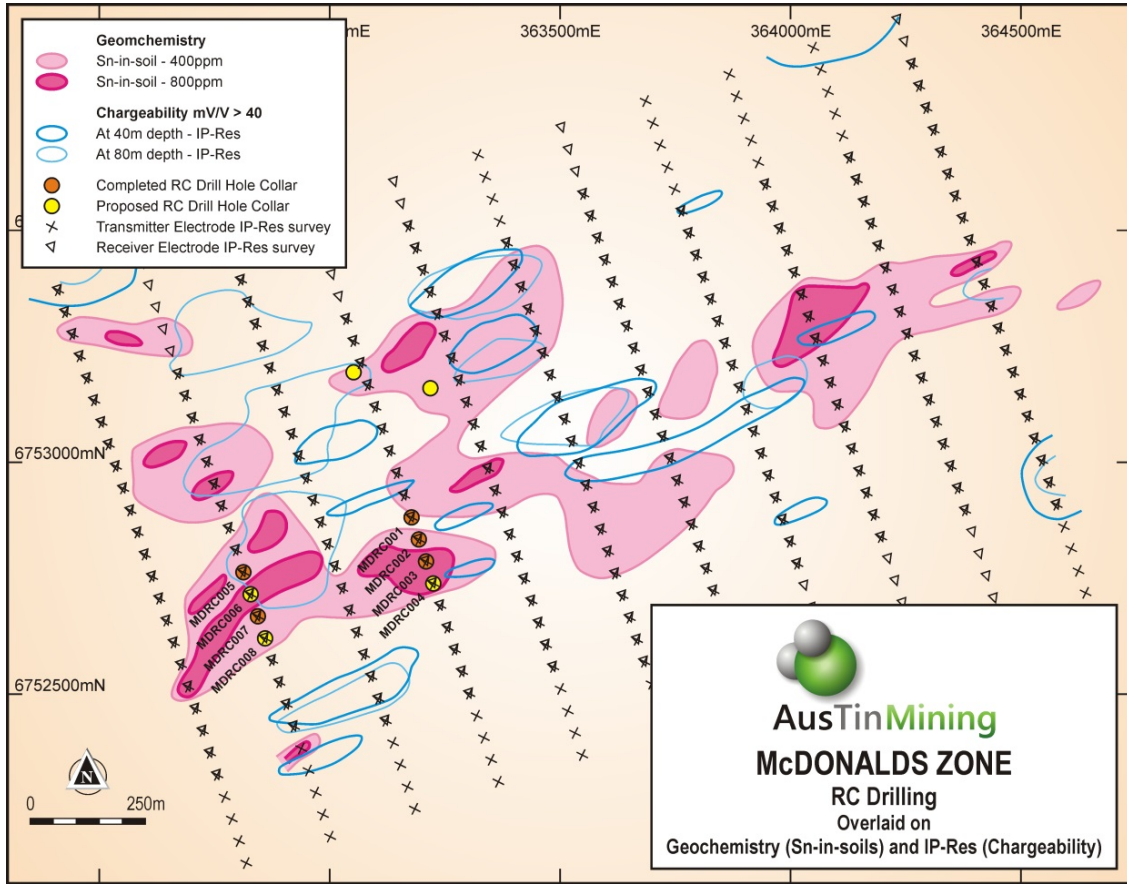 363500mE
364000mE
364500mE
Geomchemistry
Sn-in-soil - 400ppm
Sn-in-soil - 800ppm
Chargeability mV/V > 40
At 40m depth - IP-Res
At 80m depth - IP-Res
Completed RC Drill Hole Collar
Proposed RC Drill Hole Collar
Transmitter Electrode IP-Res survey
Receiver Electrode IP-Res survey
6753000mN
MDRC001
MDRC002
MDRC003
MDRC004
MDRC005
MDRC006
MDRC007
MDRC008
6752500mN
N
0 250m
AusTinMining
McDONALDS ZONE
RC Drilling
Overlaid on
Geochemistry (Sn-in-soils) and IP-Res (Chargeability)